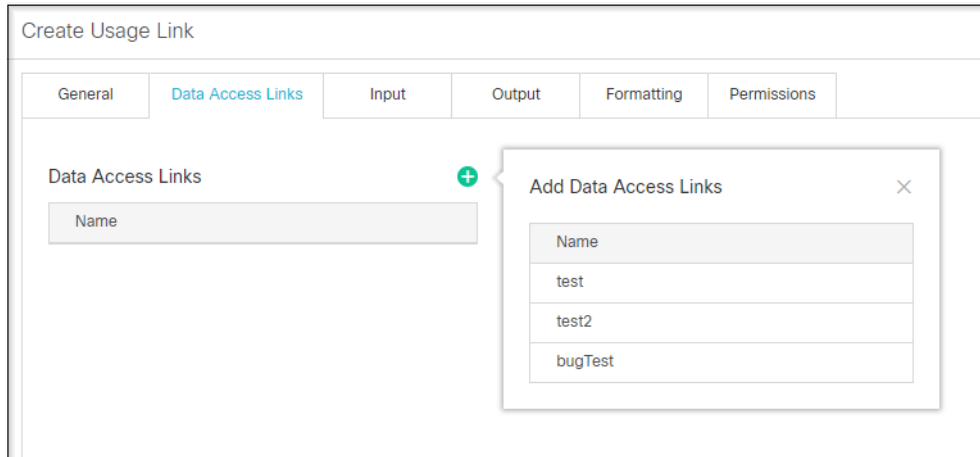 Create Usage Link
General Data Access Links Input Output Formatting Permissions
Data Access Links
Name
Add Data Access Links
Name
test
test2
bugTest